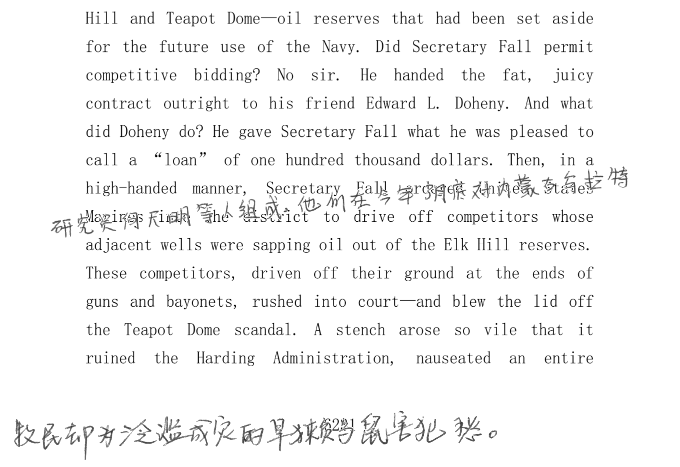 Hill and Teapot Dome—oil reserves that had been set aside
for the future use of the Navy. Did Secretary Fall permit
competitive bidding? No sir. He handed the fat, juicy
contract outright to his friend Edward L. Doheny. And what
did Doheny do? He gave Secretary Fall what he was pleased to
call a “loan” of one hundred thousand dollars. Then, in a
high-handed manner, Secretary Fall ordered United States
研究员周天明等人组成,他们在今年3月底对内蒙东乌拉特
Marines into the district to drive off competitors whose
adjacent wells were sapping oil out of the Elk Hill reserves.
These competitors, driven off their ground at the ends of
guns and bayonets, rushed into court—and blew the lid off
the Teapot Dome scandal. A stench arose so vile that it
ruined the Harding Administration, nauseated an entire
牧民却为泛滥成灾的旱獭鼠害犯愁。